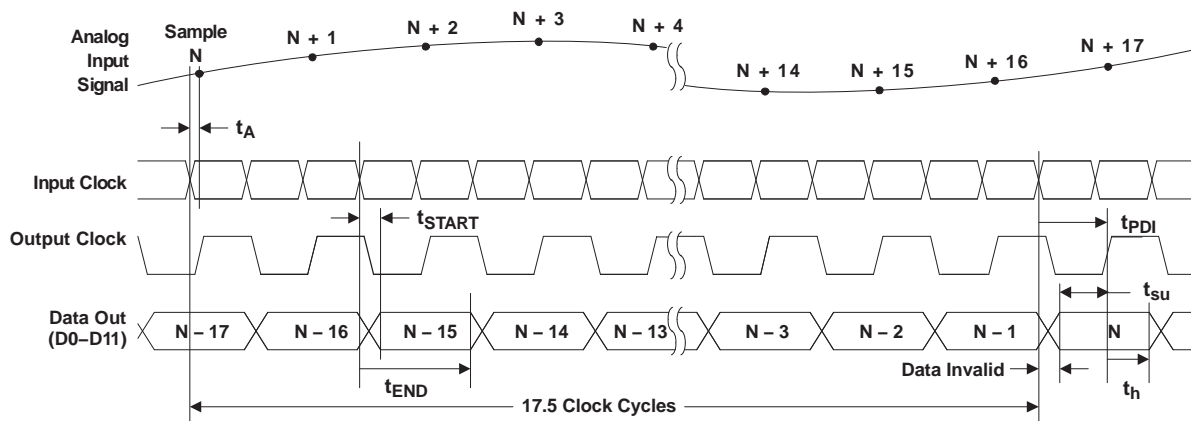 Analog
Input
Signal
Sample
N
N + 1
N + 2
N + 3
N + 4
N + 14
N + 15
N + 16
N + 17
tA
Input Clock
tSTART
tPDI
Output Clock
tsu
Data Out
(D0–D11)
N – 17
N – 16
N – 15
N – 14
N – 13
N – 3
N – 2
N – 1
N
Data Invalid
tEND
th
17.5 Clock Cycles